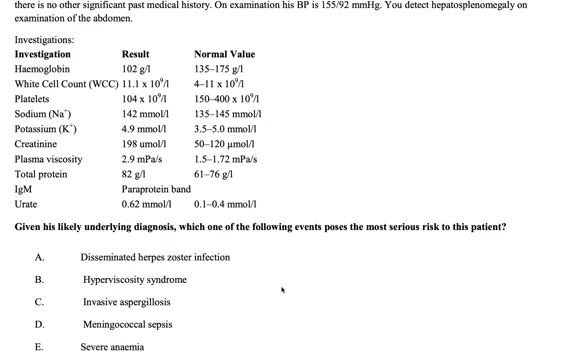 there is no other significant past medical history. On examination his BP is 155/92 mmHg. You detect hepatosplenomegaly on
examination of the abdomen.
Investigations:
Investigation Result Normal Value
Haemoglobin 102 g/l 135–175 g/l
White Cell Count (WCC) 11.1 x 10⁹/l 4–11 x 10⁹/l
Platelets 104 x 10⁹/l 150–400 x 10⁹/l
Sodium (Na⁺) 142 mmol/l 135–145 mmol/l
Potassium (K⁺) 4.9 mmol/l 3.5–5.0 mmol/l
Creatinine 198 umol/l 50–120 µmol/l
Plasma viscosity 2.9 mPa/s 1.5–1.72 mPa/s
Total protein 82 g/l 61–76 g/l
IgM Paraprotein band
Urate 0.62 mmol/l 0.1–0.4 mmol/l
Given his likely underlying diagnosis, which one of the following events poses the most serious risk to this patient?
A. Disseminated herpes zoster infection
B. Hyperviscosity syndrome
C. Invasive aspergillosis
D. Meningococcal sepsis
E. Severe anaemia